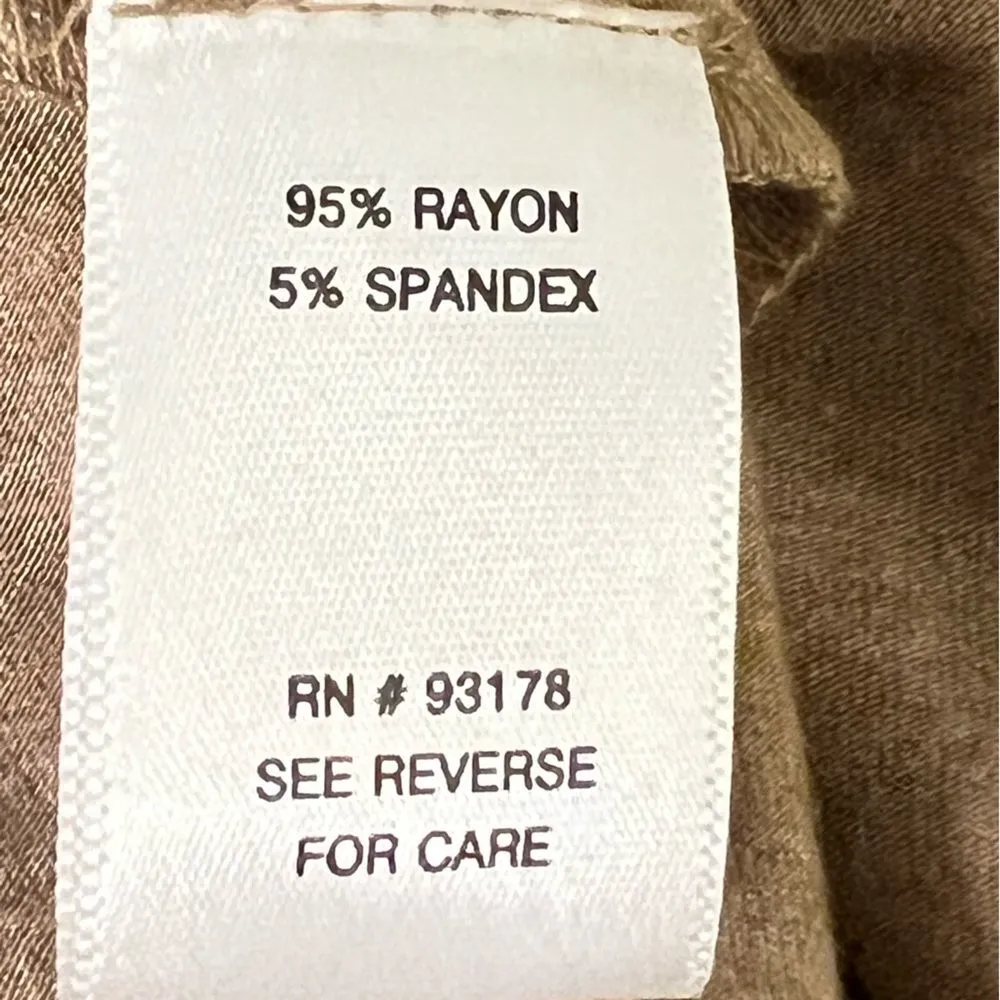 95% RAYON
5% SPANDEX
RN # 93178
SEE REVERSE
FOR CARE